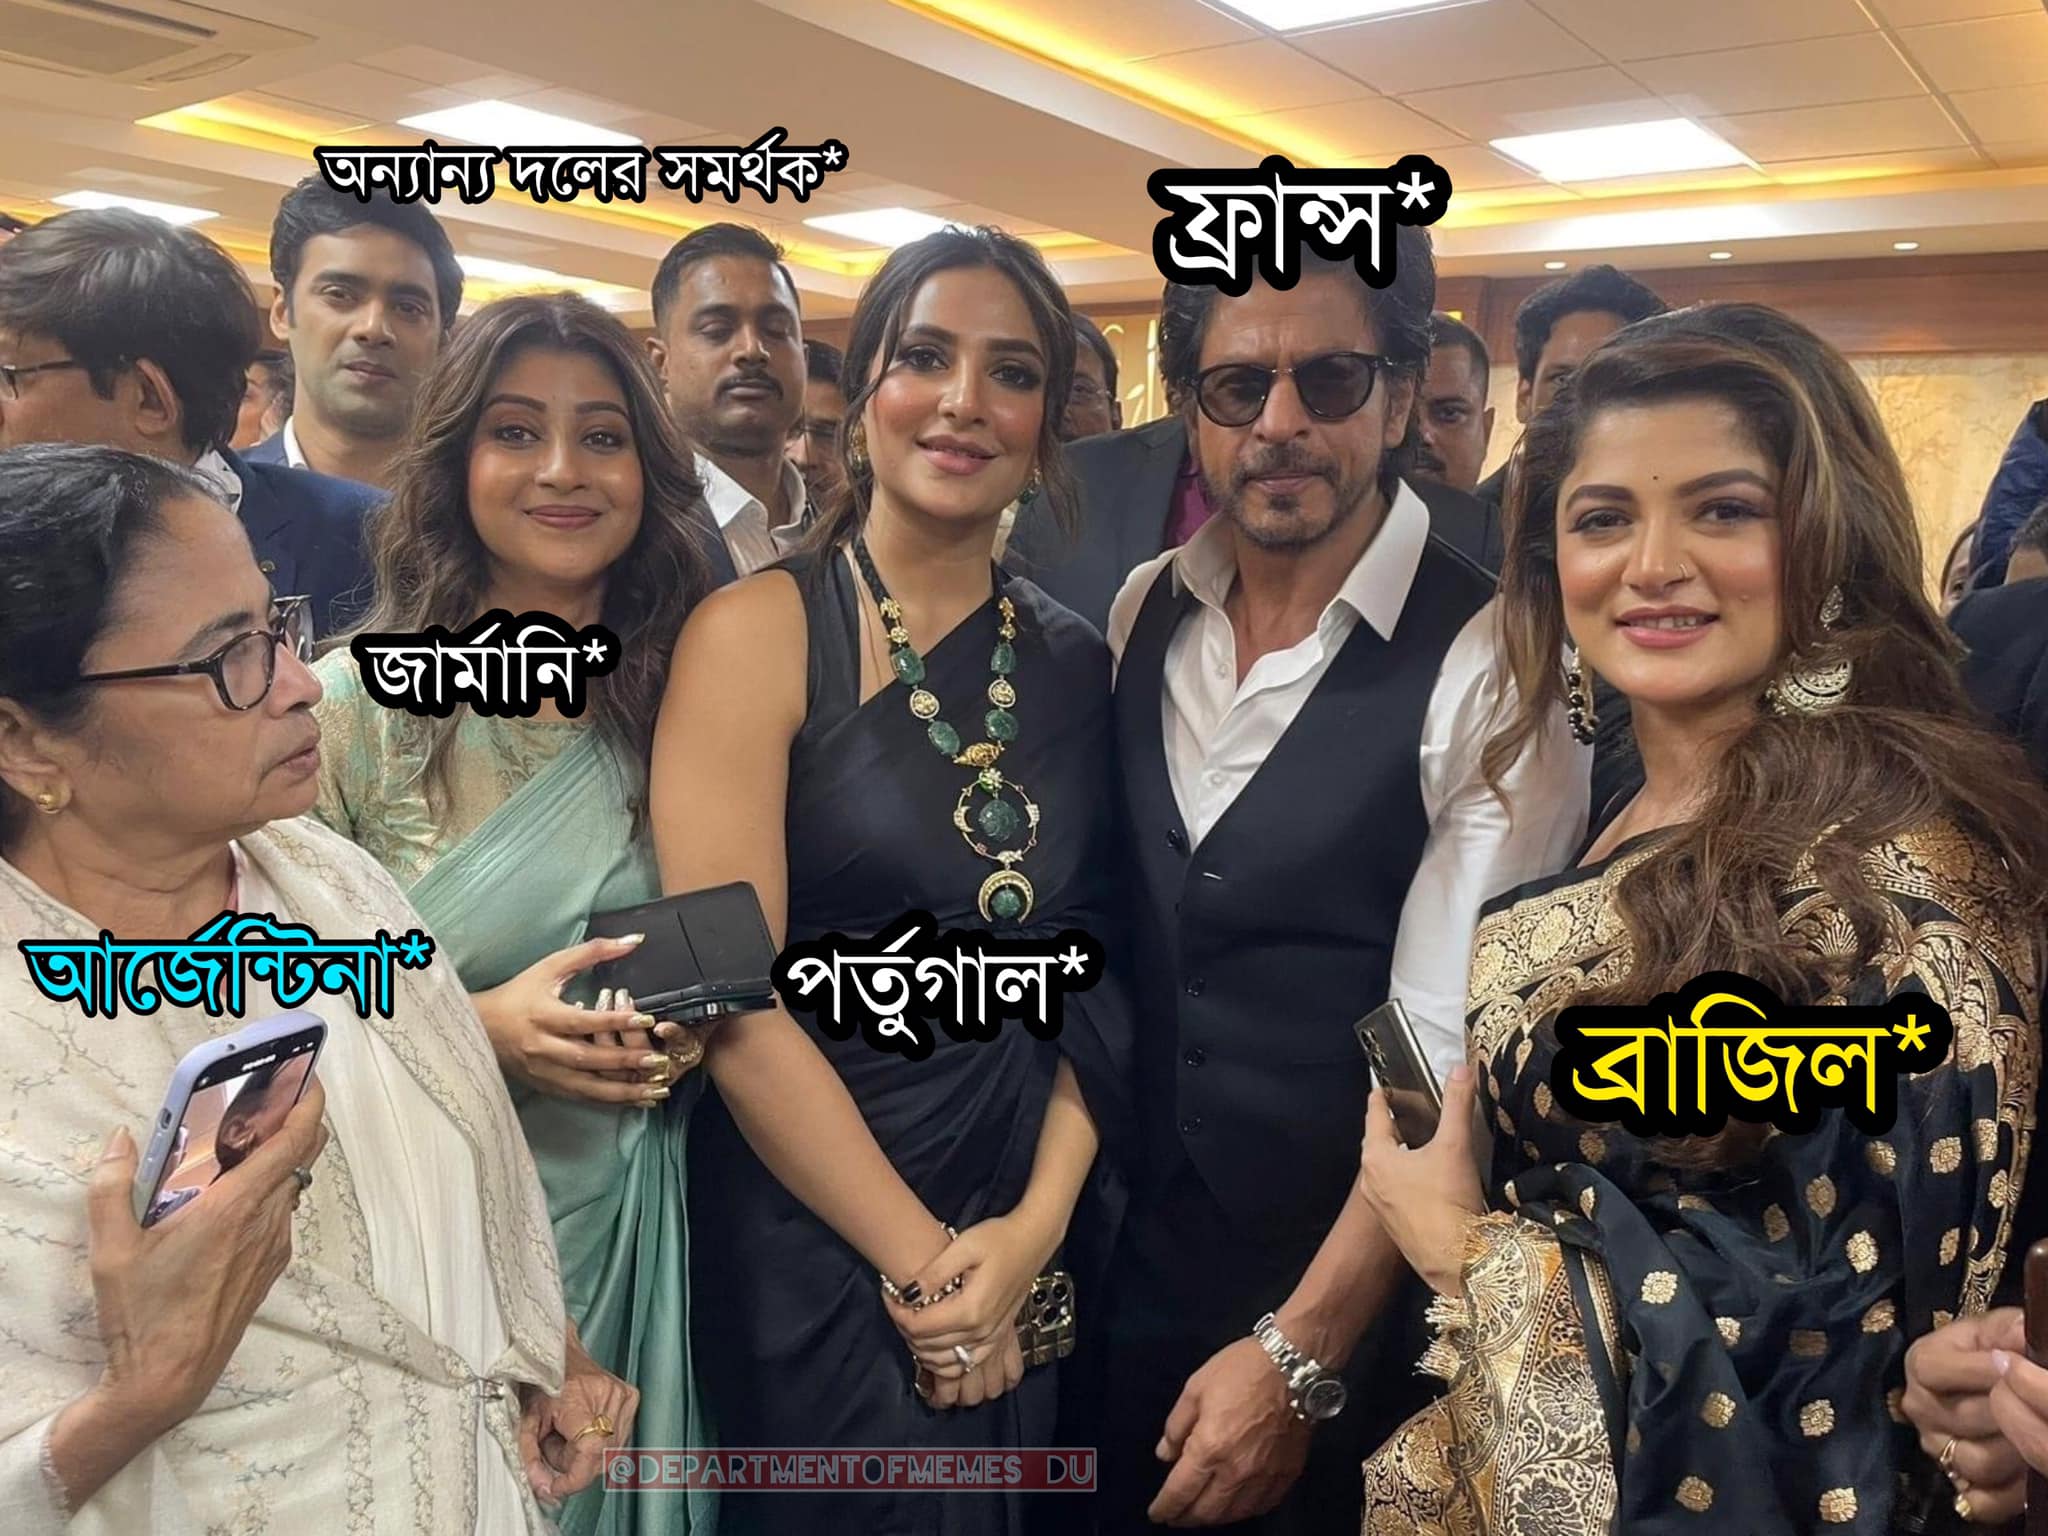 অন্যান্য দলের সমর্থক*
ফ্রান্স*
জার্মানি*
আর্জেন্টিনা*
পর্তুগাল*
ব্রাজিল*
@DEPARTMENTOFMEMES_DU